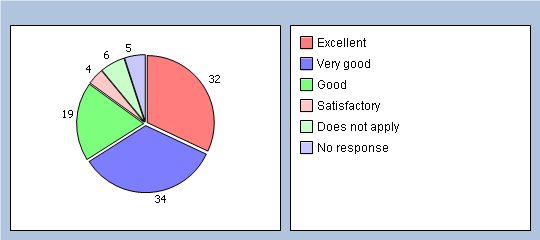 5
6
4
32
19
34
Excellent
Very good
Good
Satisfactory
Does not apply
No response